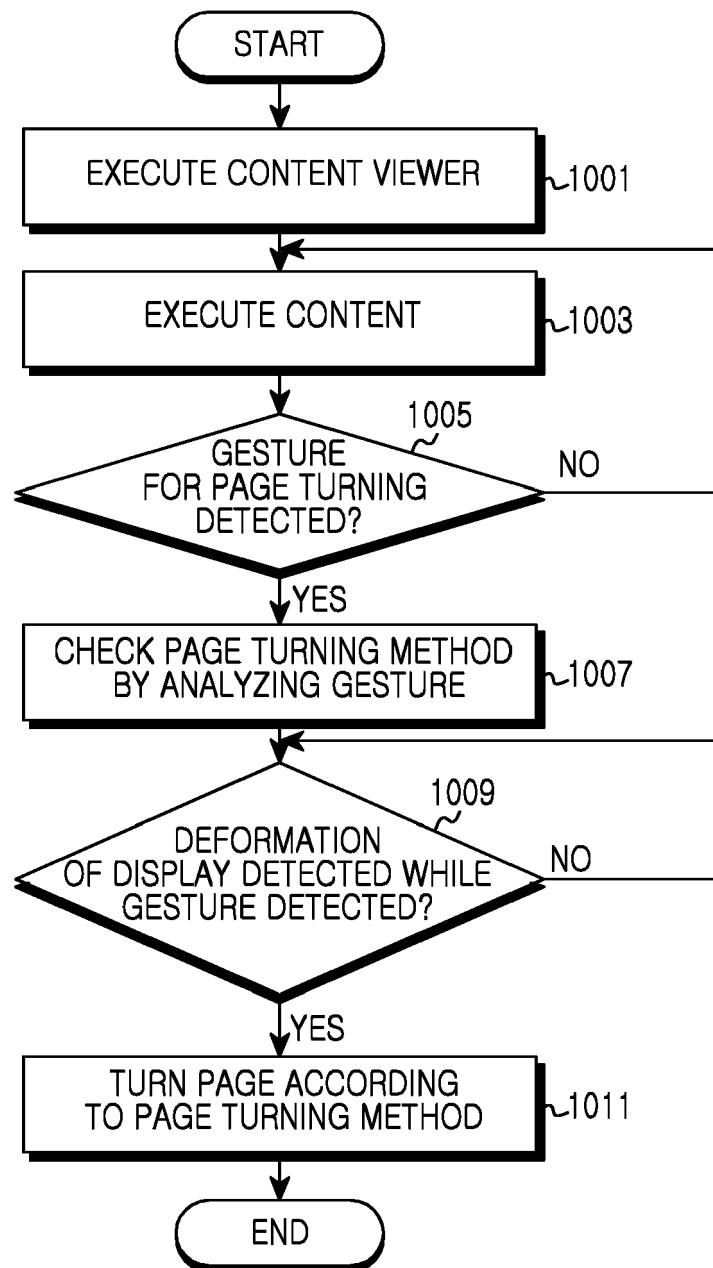 START
EXECUTE CONTENT VIEWER
1001
EXECUTE CONTENT
1003
1005
GESTURE
FOR PAGE TURNING
DETECTED?
NO
YES
CHECK PAGE TURNING METHOD
BY ANALYZING GESTURE
1007
1009
DEFORMATION
OF DISPLAY DETECTED WHILE
GESTURE DETECTED?
NO
YES
TURN PAGE ACCORDING
TO PAGE TURNING METHOD
1011
END